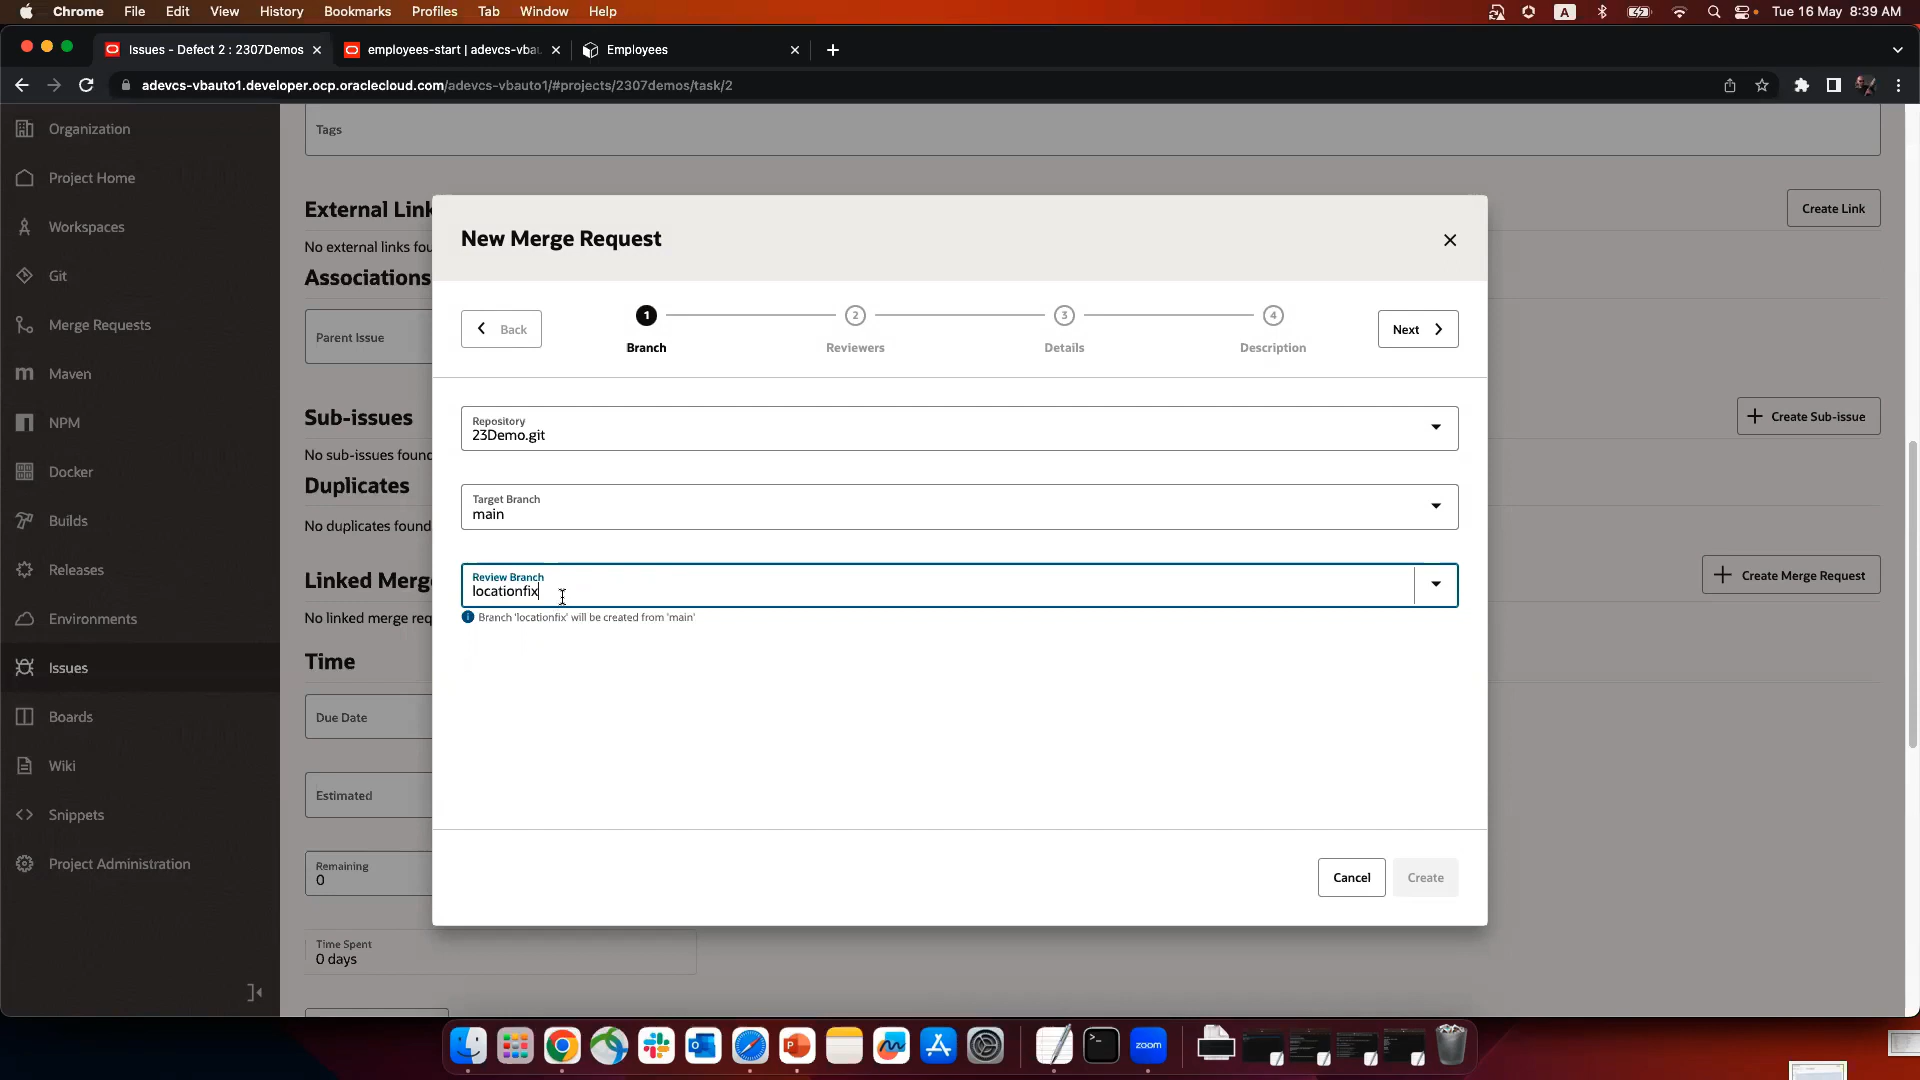 Chrome File Edit View History Bookmarks Profiles Tab Window Help
A Tue 16 May 8:39 AM
Issues - Defect 2 : 2307Demos
employees-start | adevcs-vbau
Employees
adevcs-vbauto1.developer.ocp.oraclecloud.com/adevcs-vbauto1/#projects/2307demos/task/2
Organization
Project Home
Workspaces
Git
Merge Requests
Maven
NPM
Docker
Builds
Releases
Environments
Issues
Boards
Wiki
Snippets
Project Administration
Tags
External Link
Create Link
No external links fou
Associations
Parent Issue
Sub-issues
Create Sub-issue
No sub-issues found
Duplicates
No duplicates found
Linked Merge
Create Merge Request
No linked merge req
Time
Due Date
Estimated
Remaining
0
Time Spent
0 days
New Merge Request
Back
1
Branch
2
Reviewers
3
Details
4
Description
Next
Repository
23Demo.git
Target Branch
main
Review Branch
locationfix
Branch 'locationfix' will be created from 'main'
Cancel
Create
zoom